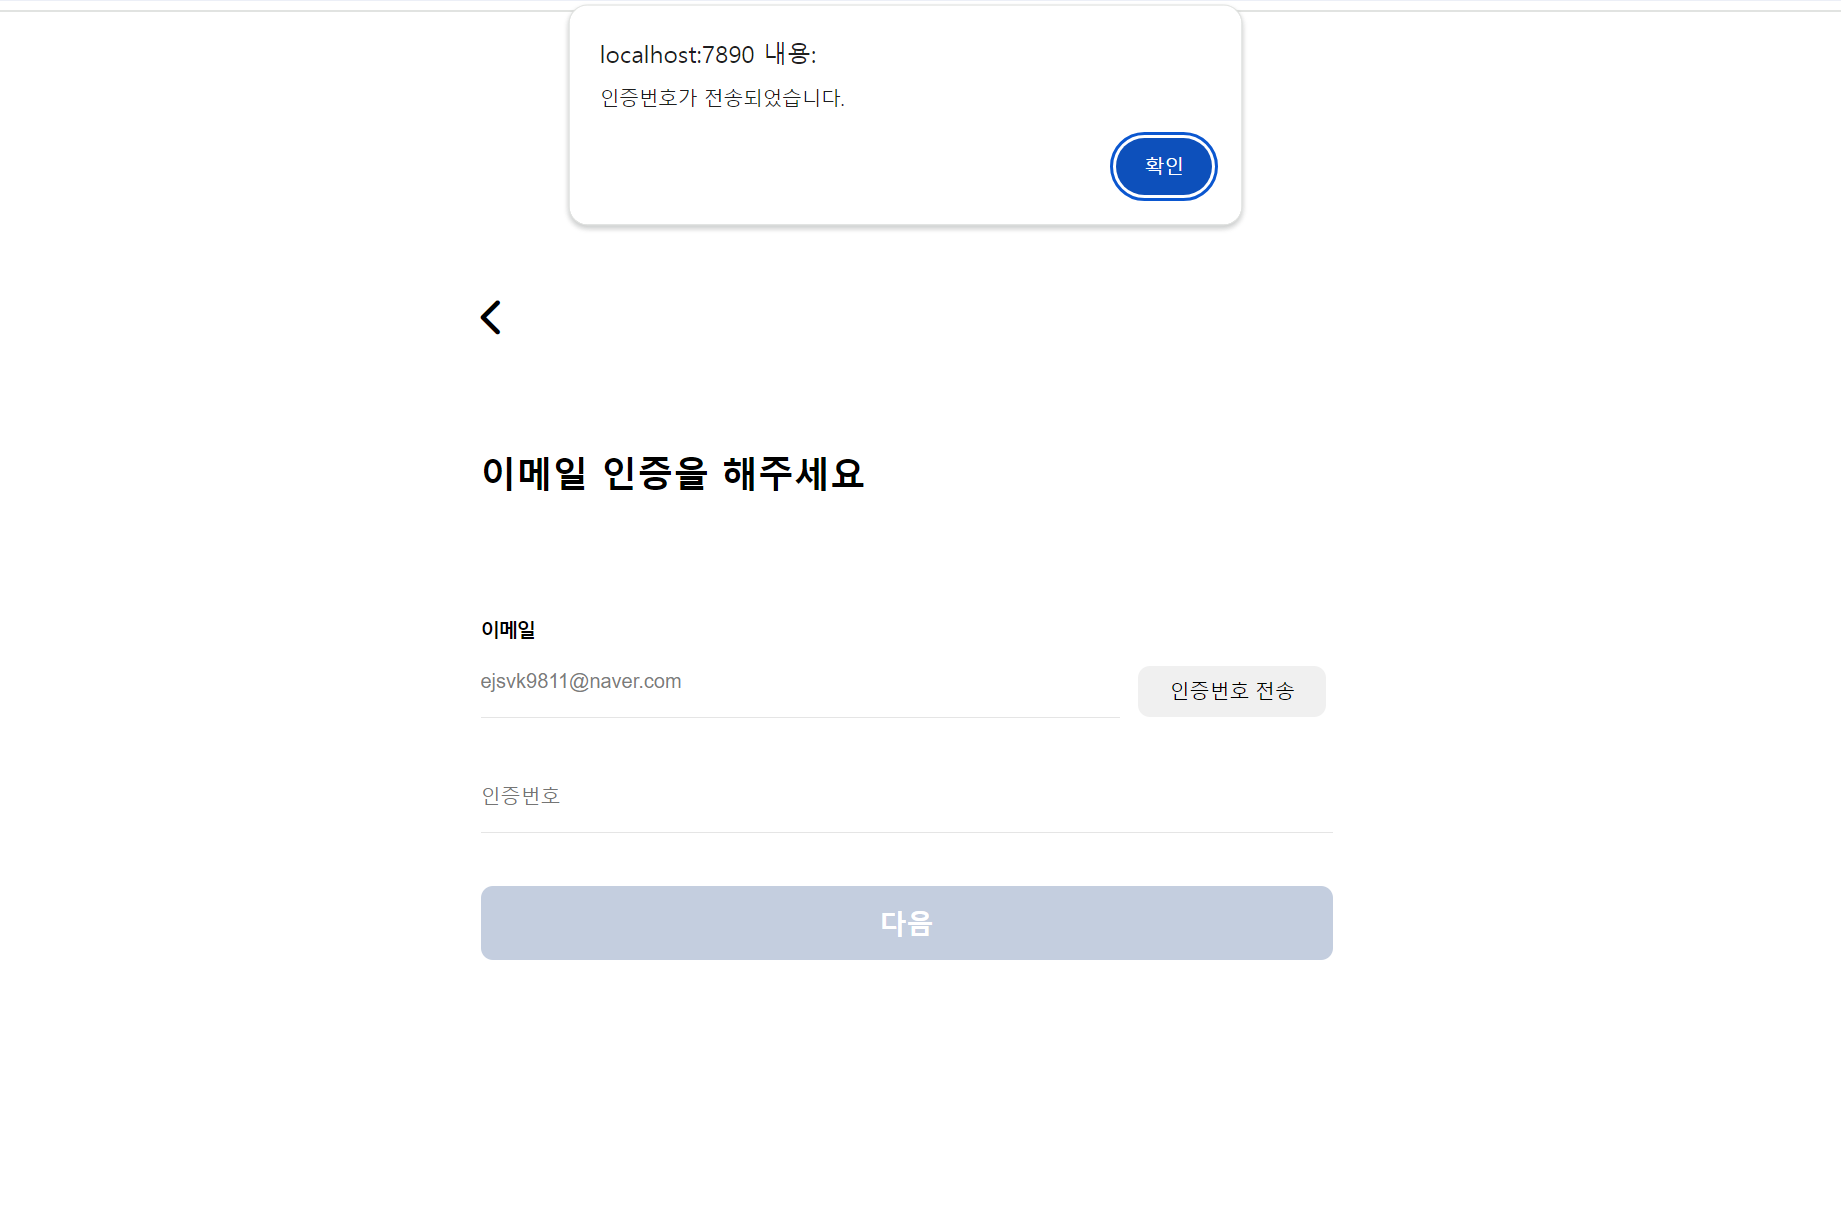 localhost:7890 내용:
인증번호가 전송되었습니다.
확인
이메일 인증을 해주세요
이메일
ejsvk9811@naver.com
인증번호 전송
인증번호
다음